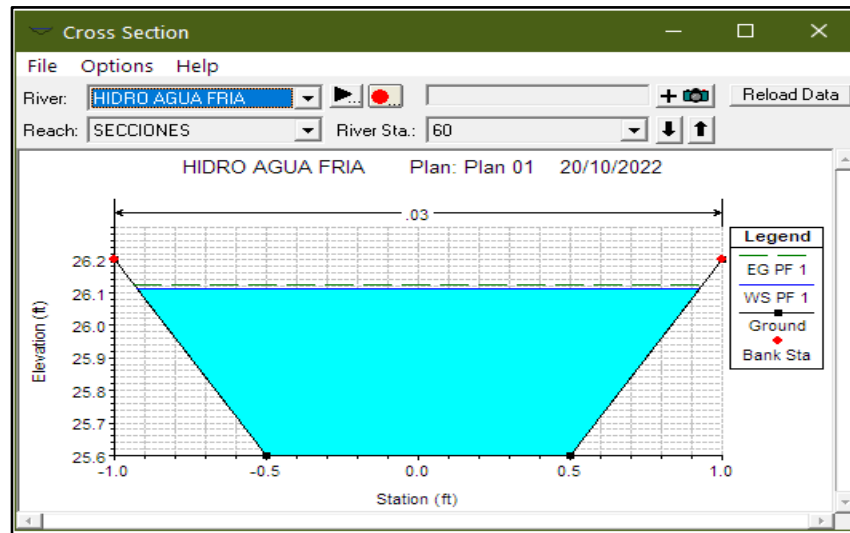 Cross Section
File Options Help
River: HIDRO AGUA FRIA ... ... + Reload Data
Reach: SECCIONES River Sta.: 60
HIDRO AGUA FRIA Plan: Plan 01 20/10/2022
.03
Legend
EG PF 1
WS PF 1
Ground
Bank Sta
26.2
26.1
26.0
25.9
25.8
25.7
25.6
Elevation (ft)
-1.0 -0.5 0.0 0.5 1.0
Station (ft)